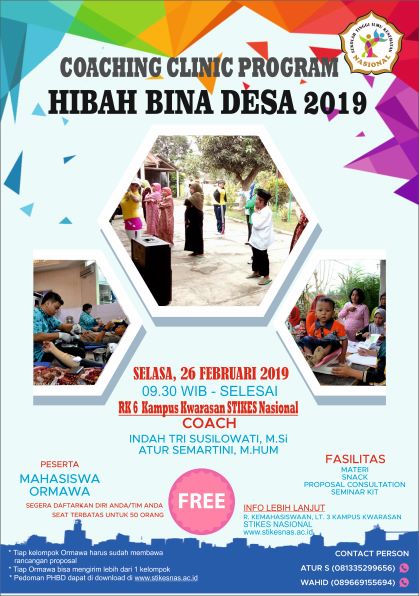 SEKOLAH TINGGI ILMU KESEHATAN
NASIONAL
COACHING CLINIC PROGRAM
HIBAH BINA DESA 2019
SELASA, 26 FEBRUARI 2019
09.30 WIB - SELESAI
RK 6 Kampus Kwarasan STIKES Nasional
COACH
INDAH TRI SUSILOWATI, M.Si
ATUR SEMARTINI, M.HUM
PESERTA
MAHASISWA
ORMAWA
SEGERA DAFTARKAN DIRI ANDA/TIM ANDA
SEAT TERBATAS UNTUK 50 ORANG
FREE
FASILITAS
MATERI
SNACK
PROPOSAL CONSULTATION
SEMINAR KIT
INFO LEBIH LANJUT
R. KEMAHASISWAAN, LT. 3 KAMPUS KWARASAN
STIKES NASIONAL
www.stikesnas.ac.id
* Tiap kelompok Ormawa harus sudah membawa
rancangan proposal
* Tiap Ormawa bisa mengirim lebih dari 1 kelompok
* Pedoman PHBD dapat di download di www.stikesnas.ac.id
CONTACT PERSON
ATUR S (081335299656)
WAHID (089669155694)